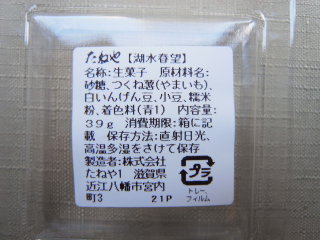 たねや【湖水春望】
名称:生菓子 原材料名:
砂糖、つくね薯(やまいも)、
白いんげん豆、小豆、糯米
粉、着色料(青1) 内容量:
39g 消費期限:箱に記
載 保存方法:直射日光、
高温多湿をさけて保存
製造者:株式会社
たねや1 滋賀県
近江八幡市宮内
町3 21P
プラ
トレー、
フィルム